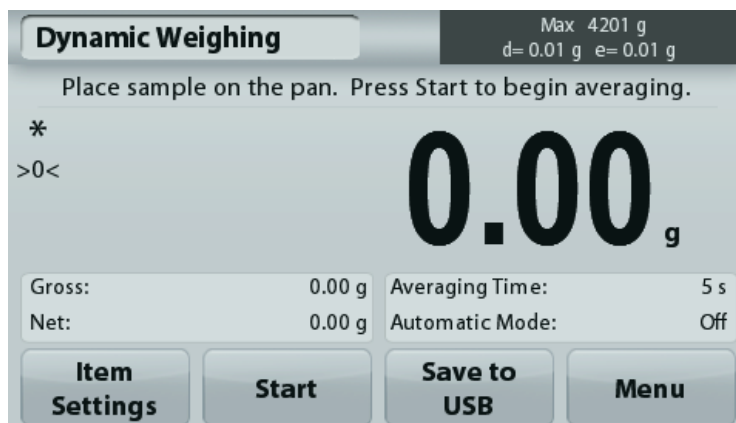 Dynamic Weighing
Max 4201 g
d= 0.01 g e= 0.01 g
Place sample on the pan. Press Start to begin averaging.
*
>0<
0.00 g
Gross: 0.00 g
Net: 0.00 g
Averaging Time: 5 s
Automatic Mode: Off
Item Settings
Start
Save to USB
Menu